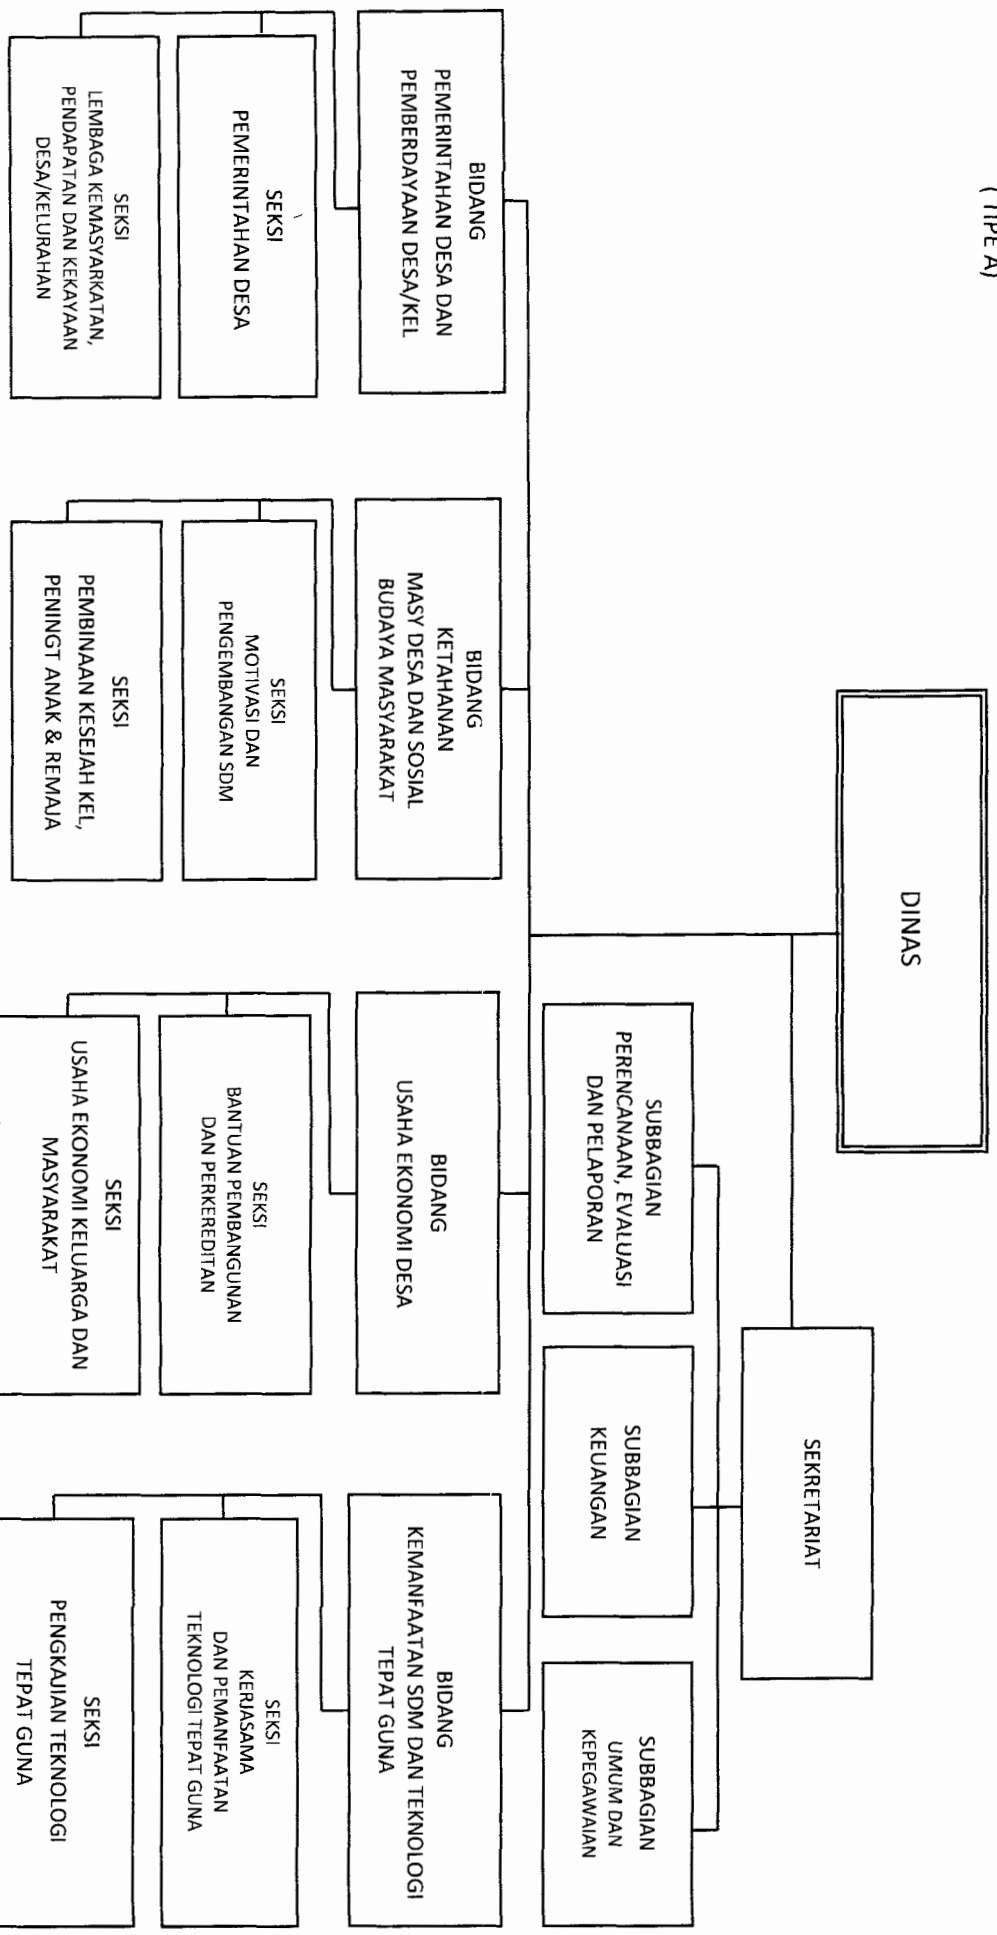 ( TIPE A)
DINAS
SEKRETARIAT
SUBBAGIAN
PERENCANAAN, EVALUASI
DAN PELAPORAN
SUBBAGIAN
KEUANGAN
SUBBAGIAN
UMUM DAN
KEPEGAWAIAN
BIDANG
PEMERINTAHAN DESA DAN
PEMBERDAYAAN DESA/KEL
BIDANG
KETAHANAN
MASY DESA DAN SOSIAL
BUDAYA MASYARAKAT
BIDANG
USAHA EKONOMI DESA
BIDANG
KEMANFAATAN SDM DAN TEKNOLOGI
TEPAT GUNA
SEKSI
PEMERINTAHAN DESA
SEKSI
MOTIVASI DAN
PENGEMBANGAN SDM
SEKSI
BANTUAN PEMBANGUNAN
DAN PERKEREDITAN
SEKSI
KERJASAMA
DAN PEMANFAATAN
TEKNOLOGI TEPAT GUNA
SEKSI
LEMBAGA KEMASYARKATAN,
PENDAPATAN DAN KEKAYAAN
DESA/KELURAHAN
SEKSI
PEMBINAAN KESEJAH KEL,
PENINGT ANAK & REMAJA
SEKSI
USAHA EKONOMI KELUARGA DAN
MASYARAKAT
SEKSI
PENGKAJIAN TEKNOLOGI
TEPAT GUNA